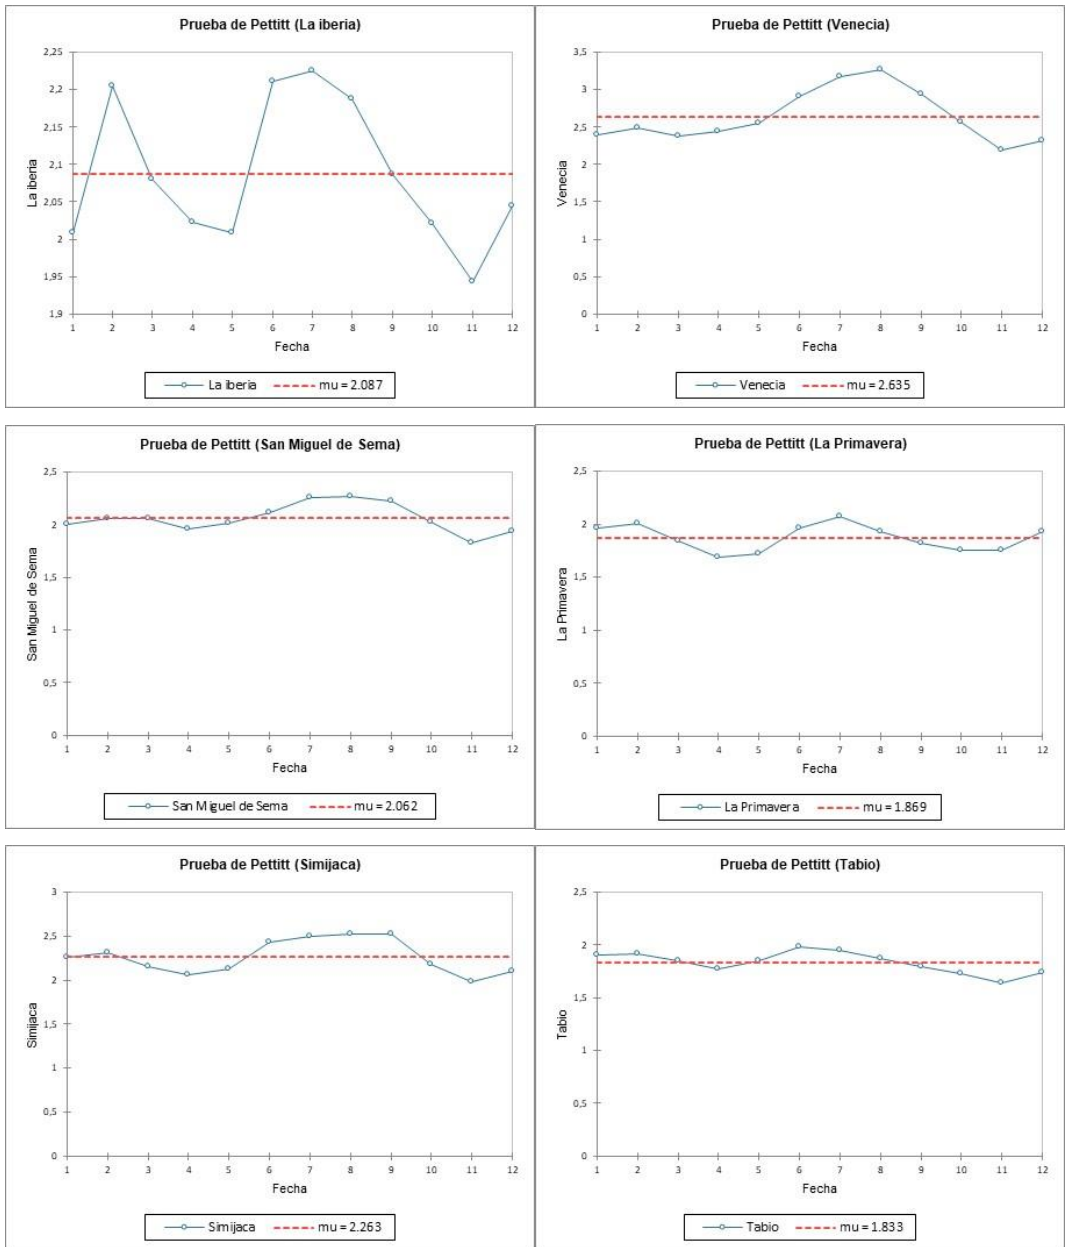 Prueba de Pettitt (La iberia)
2,25
2,2
2,15
2,1
2,05
2
1,95
1,9
La iberia
1 2 3 4 5 6 7 8 9 10 11 12
Fecha
La iberia mu = 2.087
Prueba de Pettitt (Venecia)
3,5
3
2,5
2
1,5
1
0,5
0
Venecia
1 2 3 4 5 6 7 8 9 10 11 12
Fecha
Venecia mu = 2.635
Prueba de Pettitt (San Miguel de Sema)
2,5
2
1,5
1
0,5
0
San Miguel de Sema
1 2 3 4 5 6 7 8 9 10 11 12
Fecha
San Miguel de Sema mu = 2.062
Prueba de Pettitt (La Primavera)
2,5
2
1,5
1
0,5
0
La Primavera
1 2 3 4 5 6 7 8 9 10 11 12
Fecha
La Primavera mu = 1.869
Prueba de Pettitt (Simijaca)
3
2,5
2
1,5
1
0,5
0
Simijaca
1 2 3 4 5 6 7 8 9 10 11 12
Fecha
Simijaca mu = 2.263
Prueba de Pettitt (Tabio)
2,5
2
1,5
1
0,5
0
Tabio
1 2 3 4 5 6 7 8 9 10 11 12
Fecha
Tabio mu = 1.833